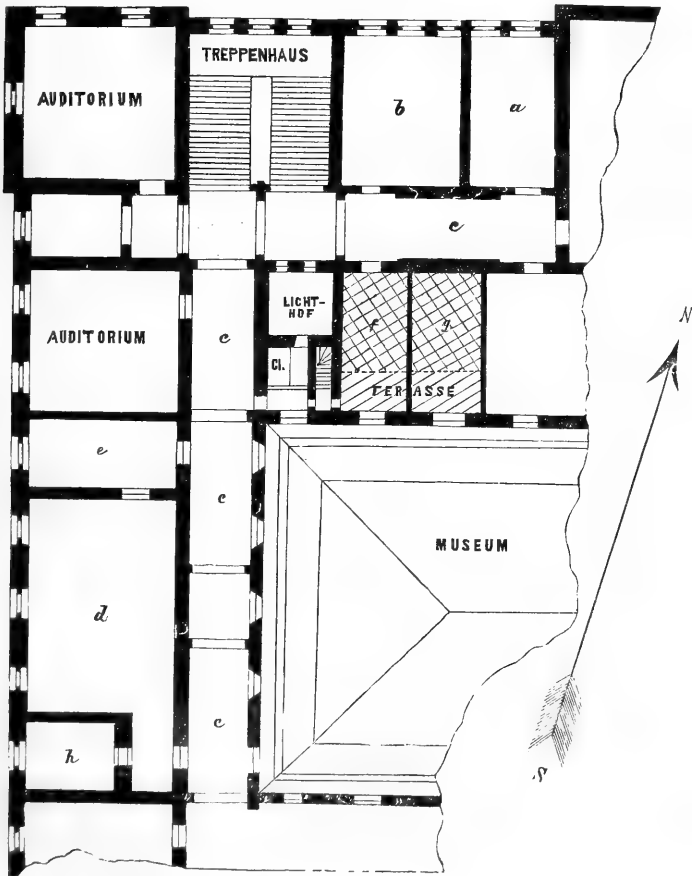 TREPPENHAUS
AUDITORIUM
b
a
c
LICHT-
HOF
f
g
N
AUDITORIUM
c
Cl.
TERASSE
e
c
MUSEUM
d
c
h
S